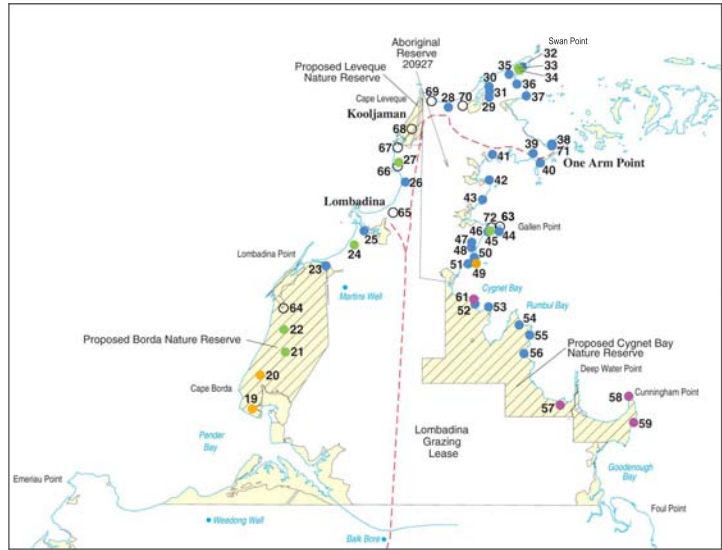 Swan Point
Aboriginal
Reserve
20927
Proposed Leveque
Nature Reserve
Cape Leveque
Kooljaman
35
32
33
34
36
37
30
31
29
69
28
70
68
67
27
66
26
38
71
39
40
One Arm Point
41
42
43
Lombadina
65
72
63
46
45
44
Gallen Point
47
48
50
51
49
25
24
Lombadina Point
23
Martins Well
Cygnet Bay
61
52
53
Rumbul Bay
54
55
56
64
22
21
Proposed Borda Nature Reserve
20
Cape Borda
19
Proposed Cygnet Bay
Nature Reserve
Deep Water Point
Cunningham Point
58
57
59
Pender
Bay
Lombadina
Grazing
Lease
Goodenough
Bay
Emeriau Point
Foul Point
Weedong Well
Balk Bore